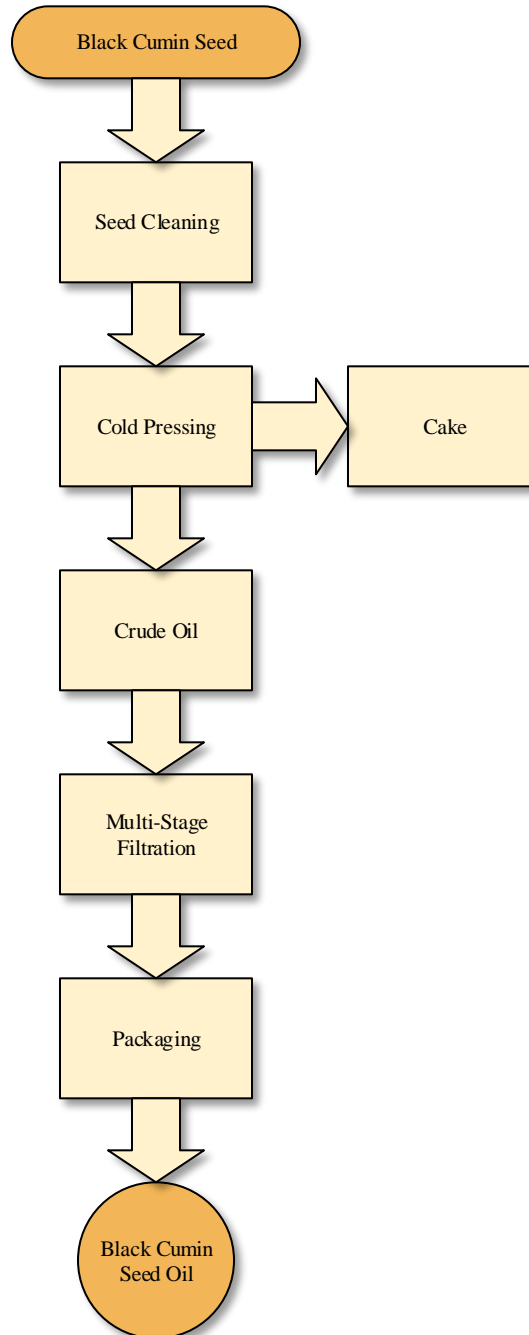 Black Cumin Seed
Seed Cleaning
Cold Pressing
Cake
Crude Oil
Multi-Stage
Filtration
Packaging
Black Cumin
Seed Oil